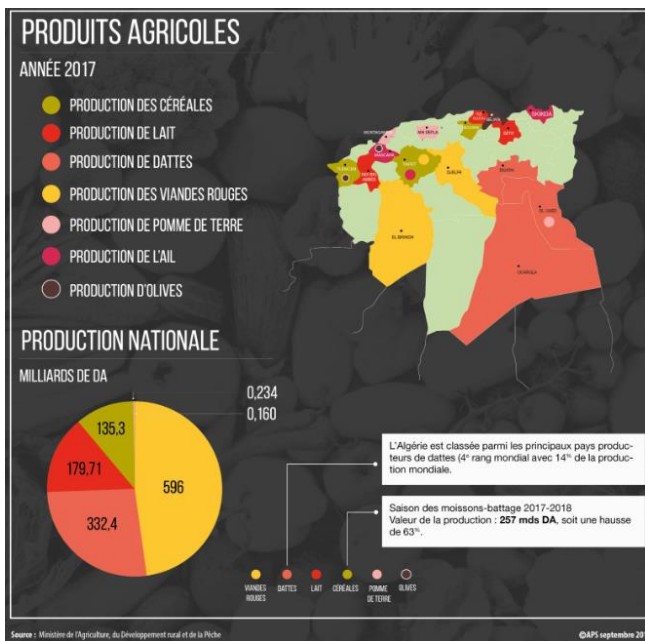 PRODUITS AGRICOLES
ANNÉE 2017
PRODUCTION DES CÉRÉALES
PRODUCTION DE LAIT
PRODUCTION DE DATTES
PRODUCTION DES VIANDES ROUGES
PRODUCTION DE POMME DE TERRE
PRODUCTION DE L'AIL
PRODUCTION D'OLIVES
SKIKDA
AIN DEFLA
SETIF
MOSTAGANEM
MASCARA
TIARET
TLEMCEN
DJELFA
BISKRA
EL OUED
EL BAYADH
OUARGLA
PRODUCTION NATIONALE
MILLIARDS DE DA
0,234
0,160
135,3
179,71
596
332,4
L'Algérie est classée parmi les principaux pays produc-
teurs de dattes (4e rang mondial avec 14% de la pro-
duction mondiale.
Saison des moissons-battage 2017-2018
Valeur de la production : 257 mds DA, soit une hausse
de 63%.
VIANDES
ROUGES
DATTES
LAIT
CÉRÉALES
POMME
DE TERRE
OLIVES
Source : Ministère de l'Agriculture, du Développement rural et de la Pêche
©APS septembre 201